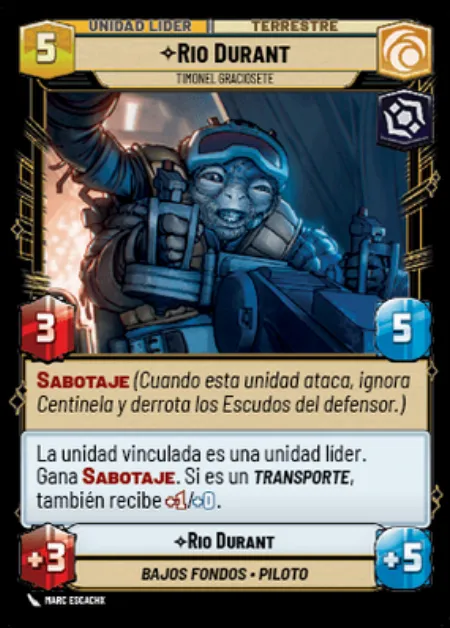 UNIDAD LÍDER
TERRESTRE
5
RIO DURANT
TIMONEL GRACIOSETE
3
5
SABOTAJE (Cuando esta unidad ataca, ignora
Centinela y derrota los Escudos del defensor.)
La unidad vinculada es una unidad líder.
Gana SABOTAJE. Si es un TRANSPORTE,
también recibe +1/+0.
+3
RIO DURANT
+5
BAJOS FONDOS • PILOTO
MARC ESCACHX